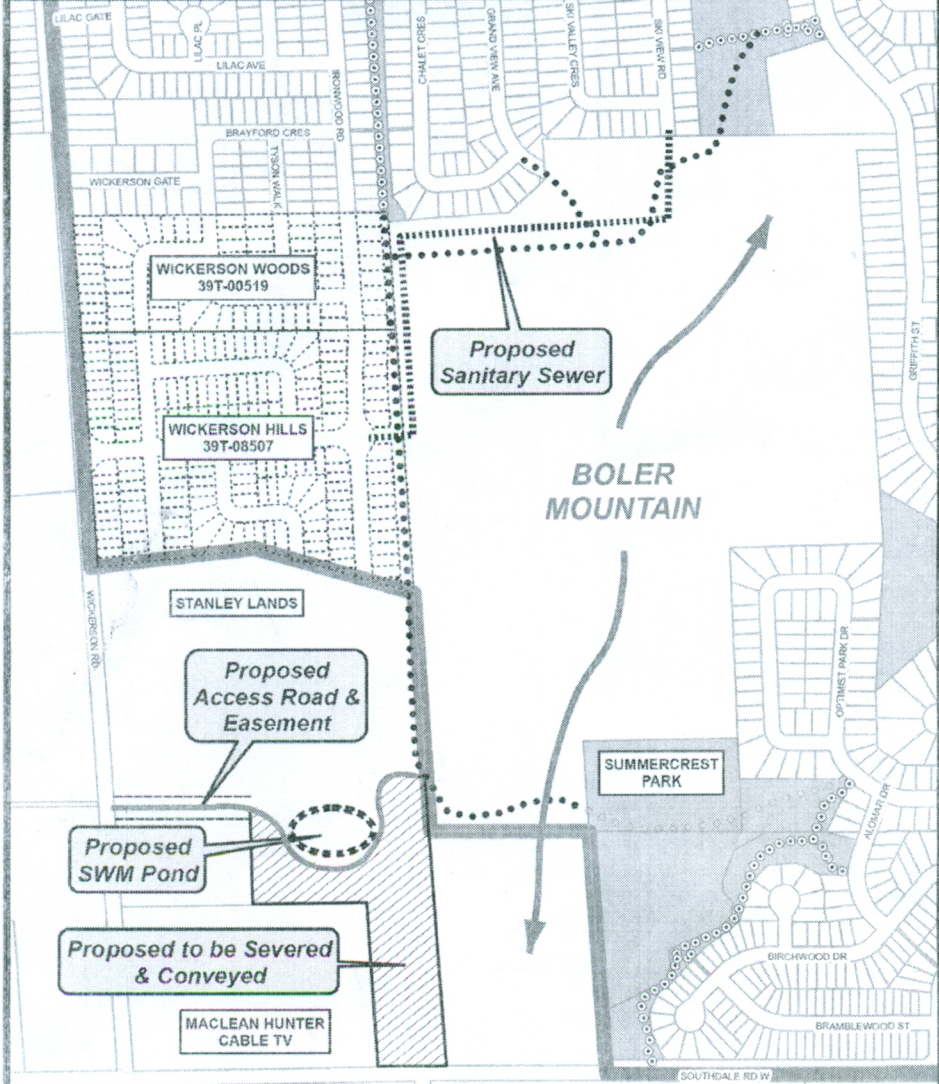 LILAC GATE
LILAC PL
LILAC AVE
IRONWOOD RD
CHALET CRES
GRAND VIEW AVE
SKI VALLEY CRES
SKI VIEW RD
BRAYFORD CRES
TYSON WALK
WICKERSON GATE
WICKERSON WOODS
39T-00519
Proposed
Sanitary Sewer
GRIFFITH ST
WICKERSON HILLS
39T-08507
BOLER
MOUNTAIN
STANLEY LANDS
WICKERSON RD
Proposed
Access Road &
Easement
OPTIMIST PARK DR
SUMMERCREST
PARK
ALOMAR DR
Proposed
SWM Pond
Proposed to be Severed
& Conveyed
BIRCHWOOD DR
MACLEAN HUNTER
CABLE TV
BRAMBLEWOOD ST
SOUTHDALE RD W